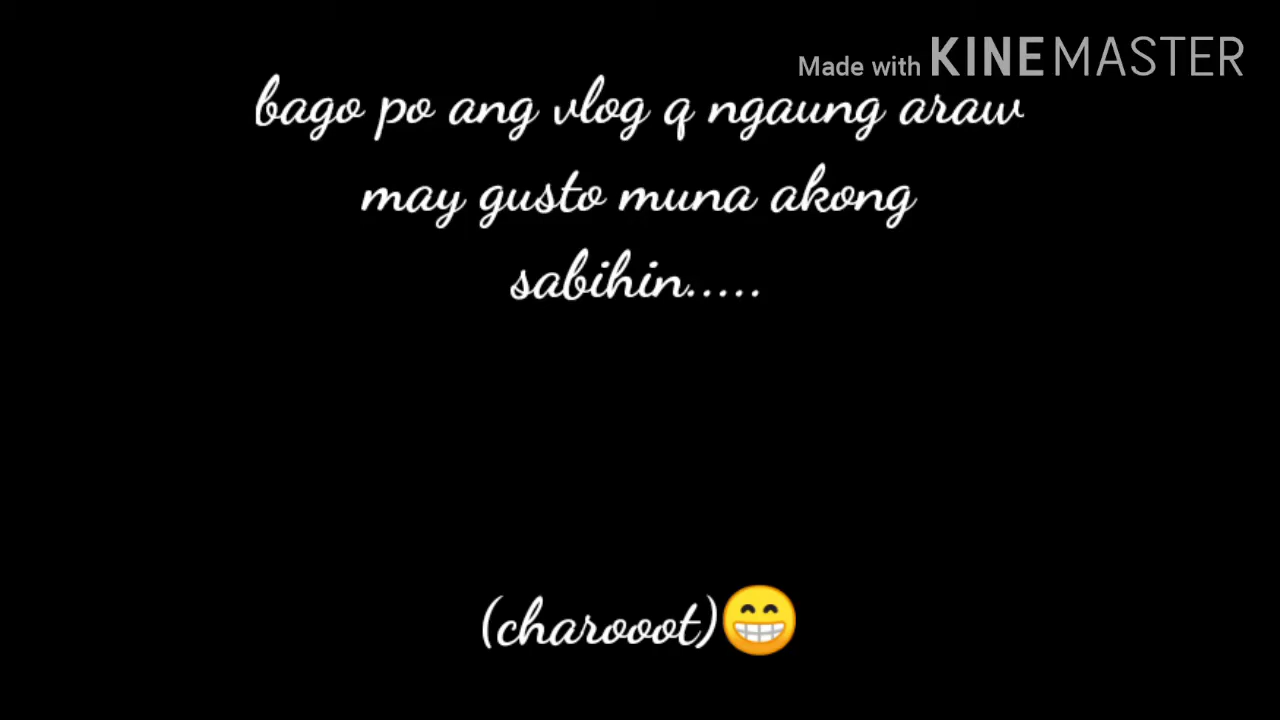 Made with KINEMASTER
bago po ang vlog q ngaung araw
may gusto muna akong
sabihin.....
(charooot)😁